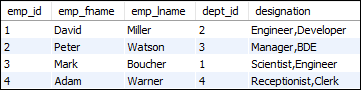 emp_id emp_fname emp_lname dept_id designation
1 David Miller 2 Engineer,Developer
2 Peter Watson 3 Manager,BDE
3 Mark Boucher 1 Scientist,Engineer
4 Adam Warner 4 Receptionist,Clerk